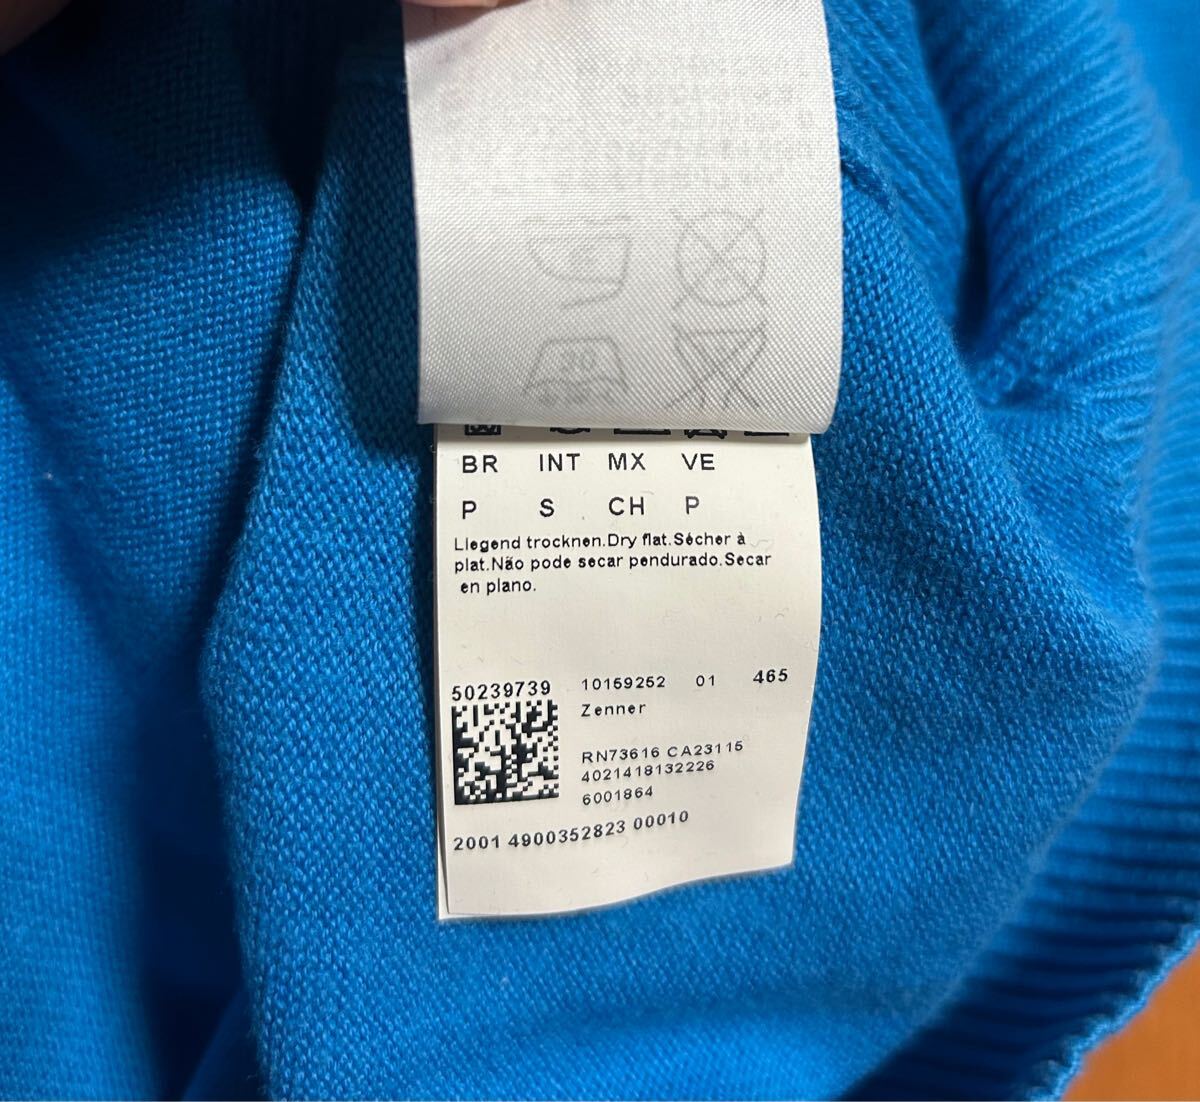 BR INT MX VE
P S CH P
Liegend trocknen.Dry flat.Sécher à
plat.Não pode secar pendurado.Secar
en plano.
50239739 10159252 01 465
Zenner
RN73616 CA23115
4021418132226
6001864
2001 4900352823 00010